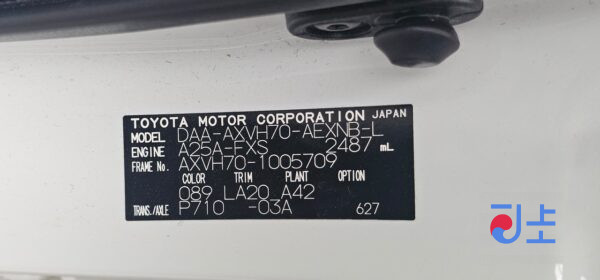 TOYOTA MOTOR CORPORATION JAPAN
MODEL DAA-AXVH70-AEXNB-L
ENGINE A25A-FXS 2487 mL
FRAME No. AXVH70-1005709
COLOR TRIM PLANT OPTION
089 LA20 A42
TRANS./AXLE P710 -03A 627